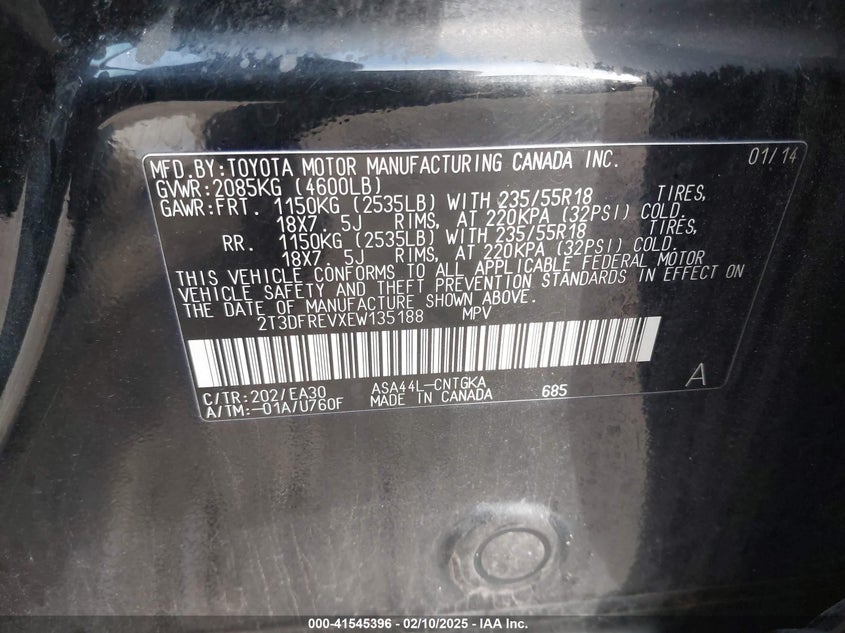 MFD.BY:TOYOTA MOTOR MANUFACTURING CANADA INC. 01/14
GVWR:2085KG (4600LB)
GAWR:FRT. 1150KG (2535LB) WITH 235/55R18 TIRES,
18X7. 5J RIMS, AT 220KPA (32PSI) COLD.
RR. 1150KG (2535LB) WITH 235/55R18 TIRES,
18X7. 5J RIMS, AT 220KPA (32PSI) COLD.
THIS VEHICLE CONFORMS TO ALL APPLICABLE FEDERAL MOTOR
VEHICLE SAFETY AND THEFT PREVENTION STANDARDS IN EFFECT ON
THE DATE OF MANUFACTURE SHOWN ABOVE.
2T3DFREVXEW135188 MPV
C/TR:202/EA30 ASA44L-CNTGKA 685 A
A/TM:-01A/U760F MADE IN CANADA
000-41545396 - 02/10/2025 - IAA Inc.